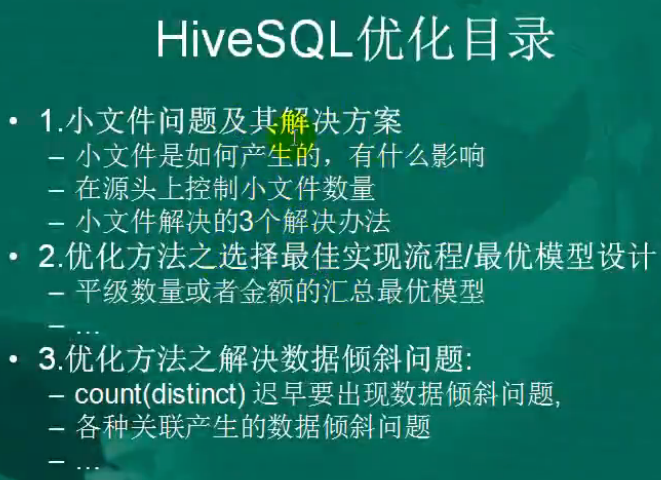 HiveSQL优化目录
• 1.小文件问题及其解决方案
– 小文件是如何产生的，有什么影响
– 在源头上控制小文件数量
– 小文件解决的3个解决办法
• 2.优化方法之选择最佳实现流程/最优模型设计
– 平级数量或者金额的汇总最优模型
– …
• 3.优化方法之解决数据倾斜问题:
– count(distinct) 迟早要出现数据倾斜问题,
– 各种关联产生的数据倾斜问题
– …